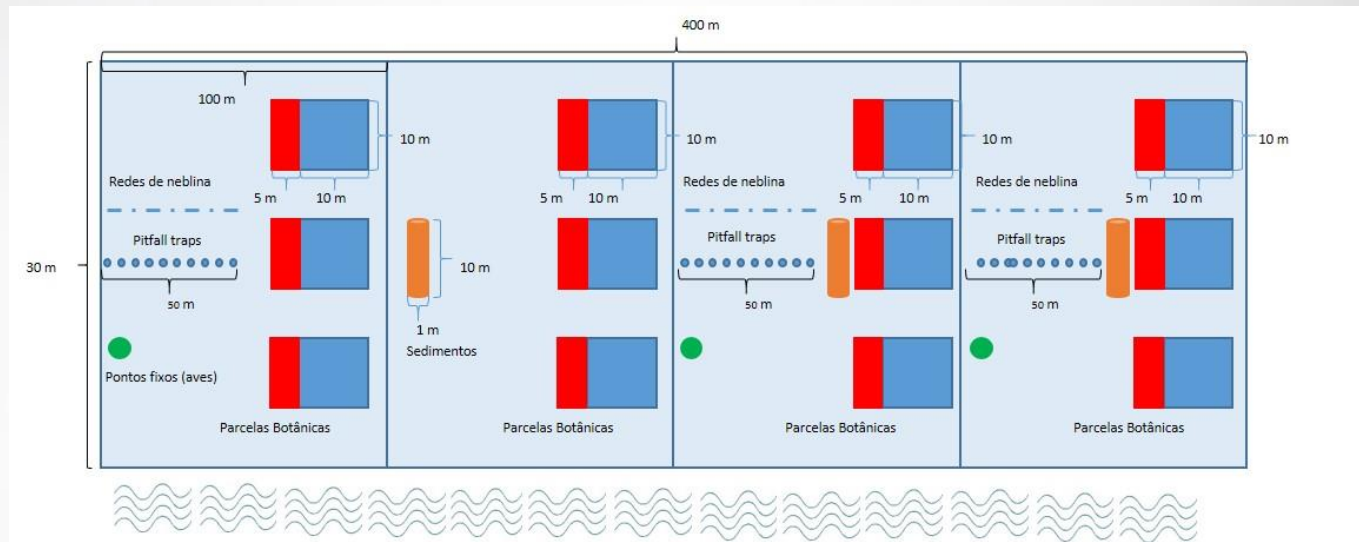 400 m
100 m
10 m
10 m
10 m
10 m
Redes de neblina
5 m
10 m
5 m
10 m
Redes de neblina
5 m
10 m
Redes de neblina
5 m
10 m
Pitfall traps
Pitfall traps
Pitfall traps
30 m
10 m
50 m
50 m
50 m
1 m
Sedimentos
Pontos fixos (aves)
Parcelas Botânicas
Parcelas Botânicas
Parcelas Botânicas
Parcelas Botânicas